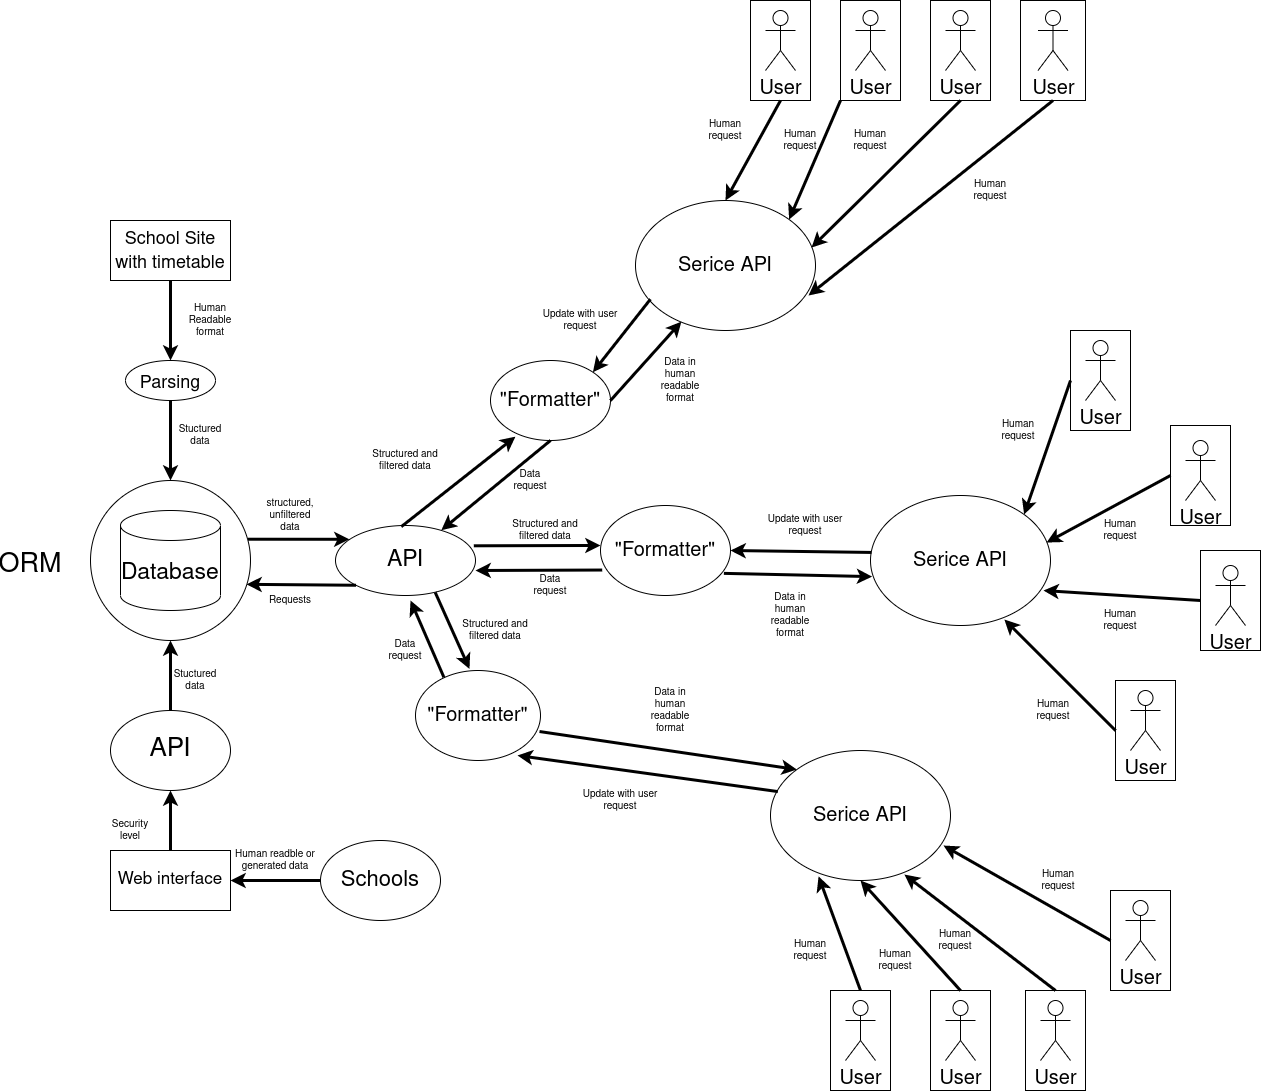 User
User
User
User
Human
request
Human
request
Human
request
Human
request
School Site
with timetable
Serice API
Human
Readable
format
Update with user
request
Data in
human
readable
format
Parsing
"Formatter"
User
Human
request
Stuctured
data
Structured and
filtered data
Data
request
User
Human
request
structured,
unfiltered
data
Structured and
filtered data
Update with user
request
ORM
Database
API
"Formatter"
Serice API
Requests
Data
request
Data in
human
readable
format
User
Human
request
Structured and
filtered data
Data
request
Stuctured
data
Human
request
"Formatter"
Data in
human
readable
format
User
API
Update with user
request
Serice API
Security
level
Human readble or
generated data
Web interface
Schools
Human
request
Human
request
Human
request
Human
request
User
User
User
User